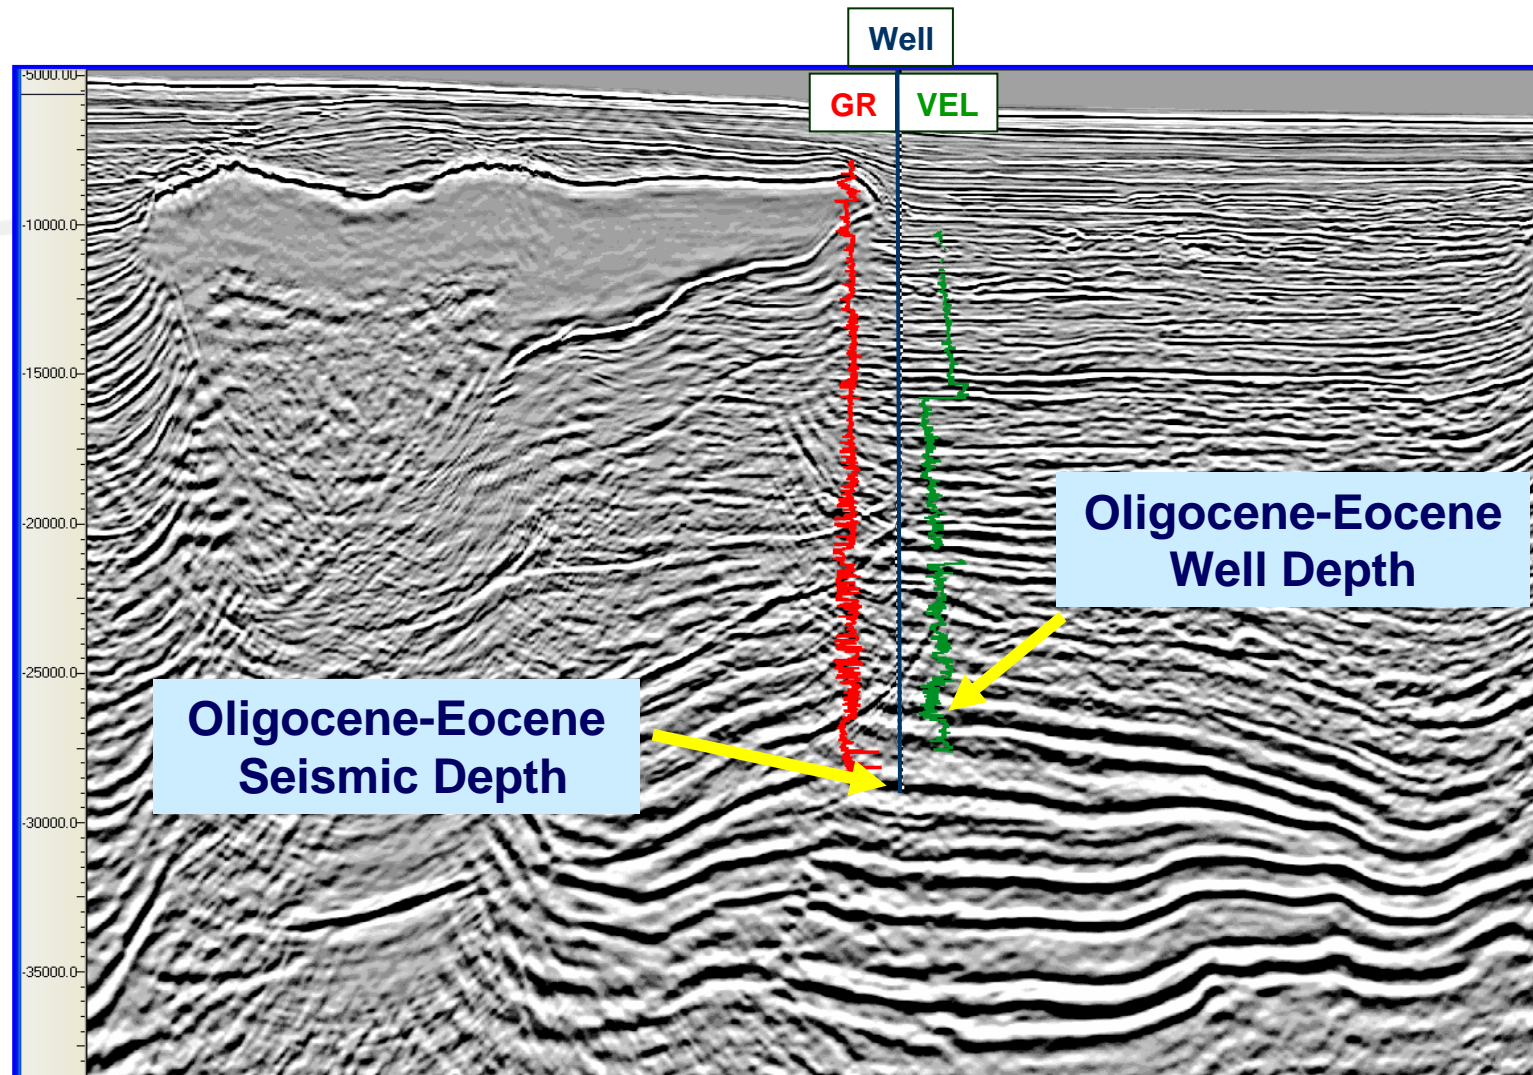 Well
GR
VEL
-5000.00
-10000.0
-15000.0
-20000.0
-25000.0
-30000.0
-35000.0
Oligocene-Eocene
Well Depth
Oligocene-Eocene
Seismic Depth